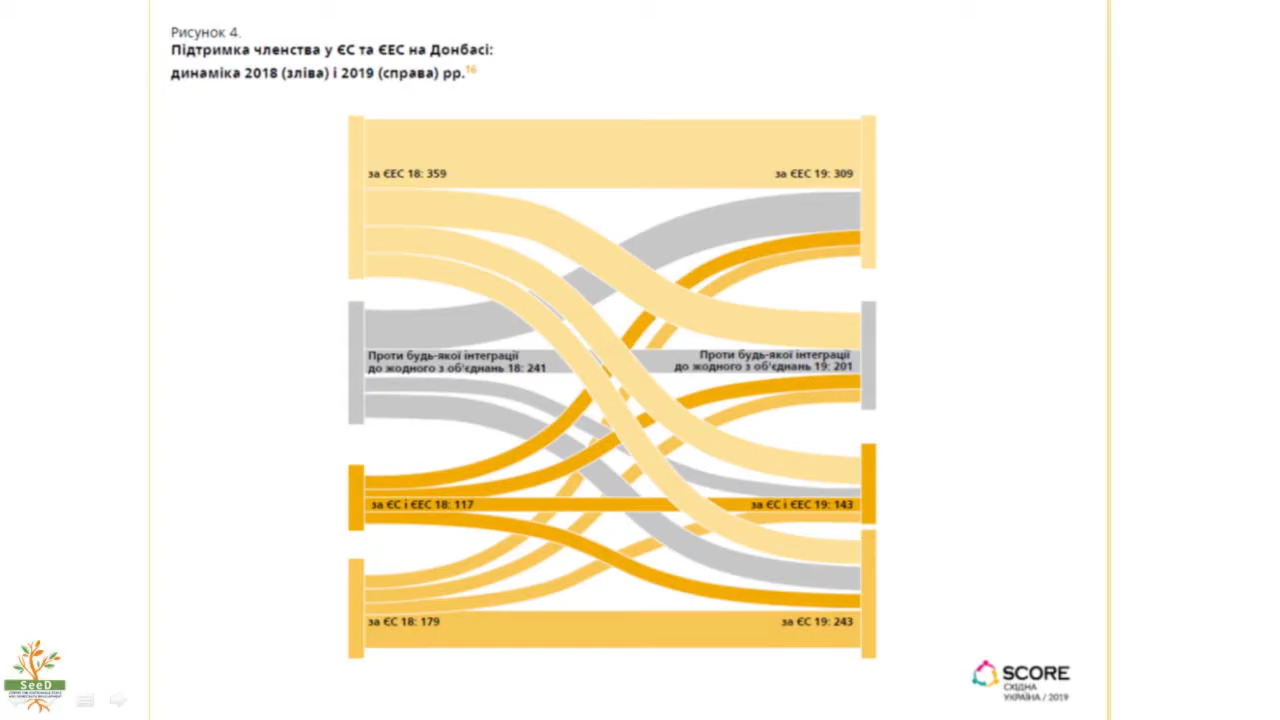 Рисунок 4.
Підтримка членства у ЄС та ЄЕС на Донбасі:
динаміка 2018 (зліва) і 2019 (справа) рр.16
за ЄЕС 18: 359
за ЄЕС 19: 309
Проти будь-якої інтеграції
до жодного з об'єднань 18: 241
Проти будь-якої інтеграції
до жодного з об'єднань 19: 201
за ЄС і ЄЕС 18: 117
за ЄС і ЄЕС 19: 143
за ЄС 18: 179
за ЄС 19: 243
SeeD
SCORE
СХІДНА
УКРАЇНА / 2019